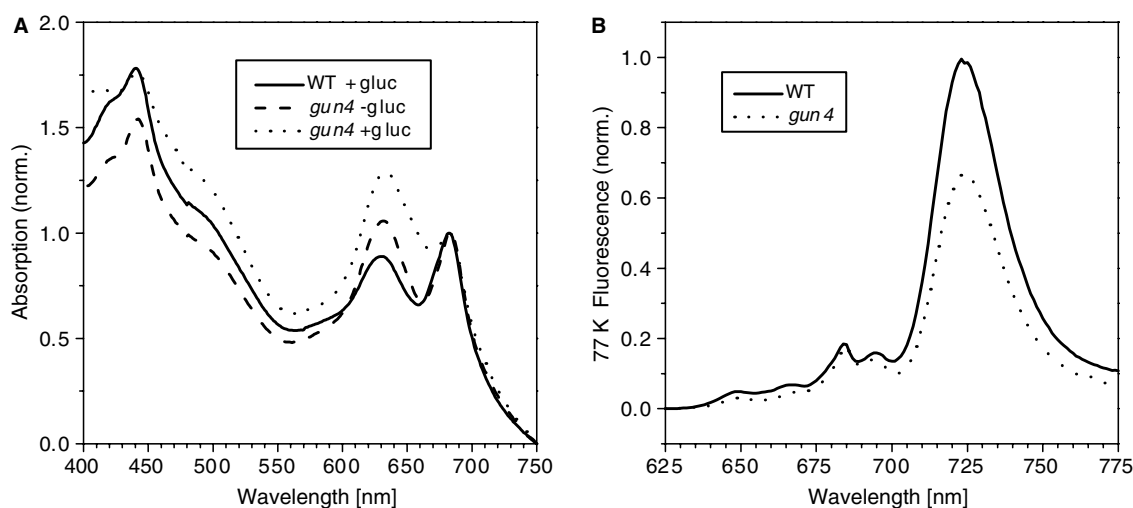 A
2.0
1.5
1.0
0.5
0.0
Absorption (norm.)
WT + gluc
gun4 -gluc
gun4 +gluc
400 450 500 550 600 650 700 750
Wavelength [nm]
B
1.0
0.8
0.6
0.4
0.2
0.0
77 K Fluorescence (norm.)
WT
gun 4
625 650 675 700 725 750 775
Wavelength [nm]